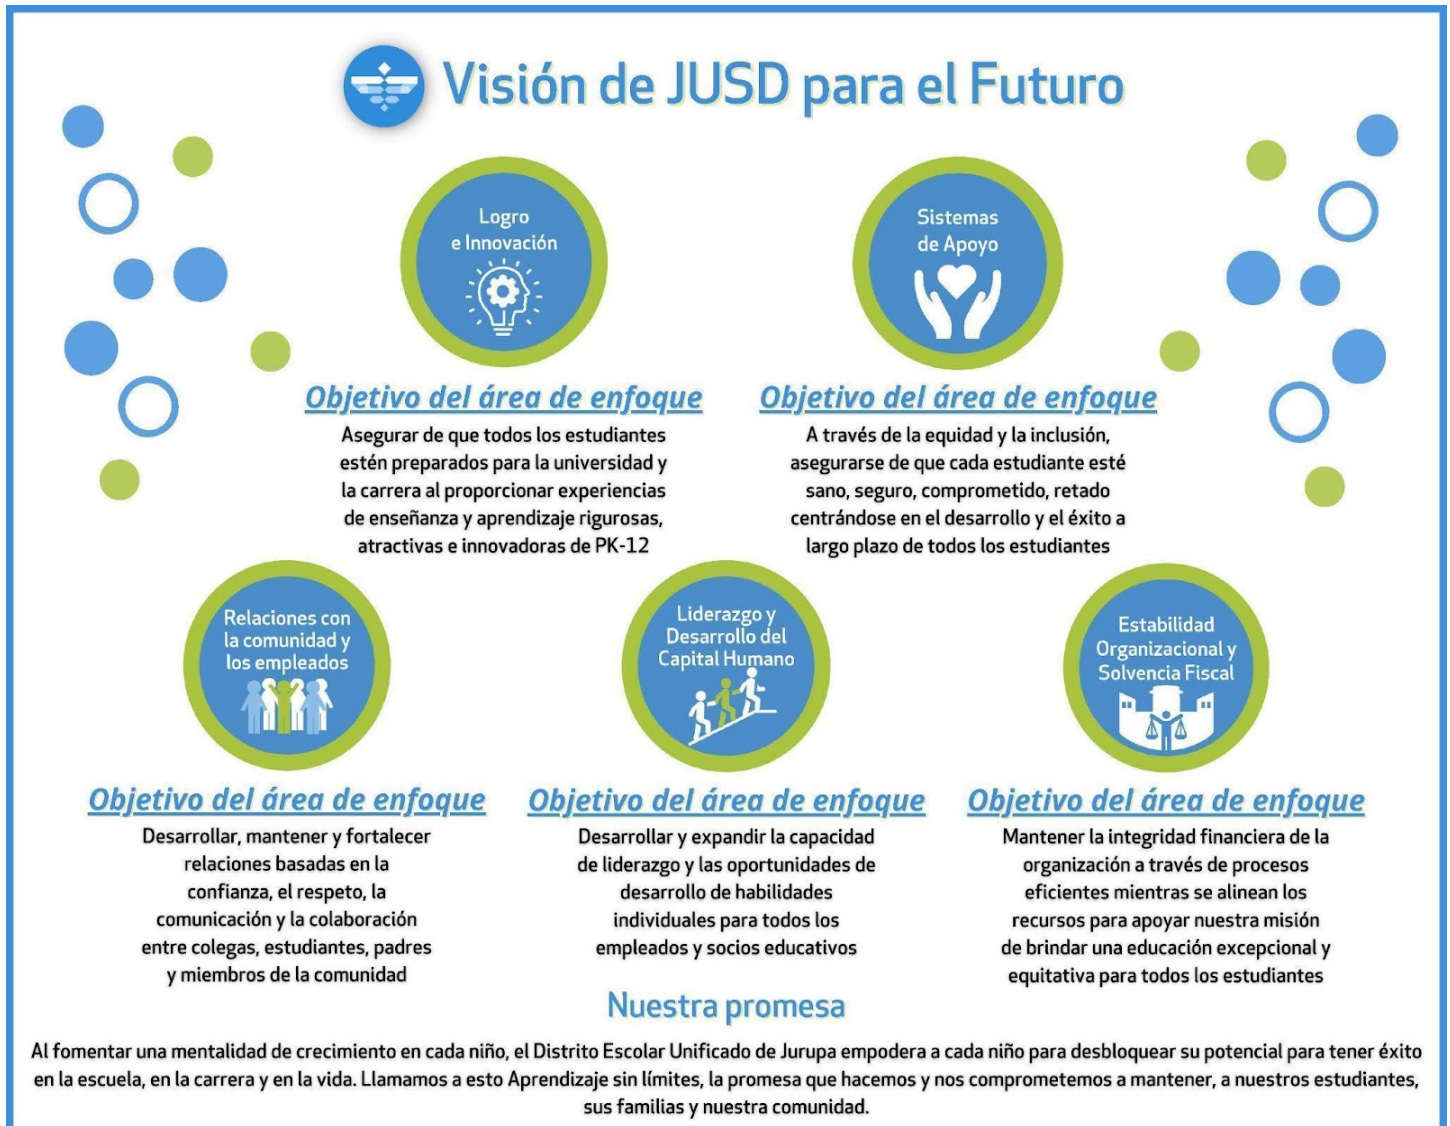 Visión de JUSD para el Futuro
Logro
e Innovación
Objetivo del área de enfoque
Asegurar de que todos los estudiantes
estén preparados para la universidad y
la carrera al proporcionar experiencias
de enseñanza y aprendizaje rigurosas,
atractivas e innovadoras de PK-12
Sistemas
de Apoyo
Objetivo del área de enfoque
A través de la equidad y la inclusión,
asegurarse de que cada estudiante esté
sano, seguro, comprometido, retado
centrándose en el desarrollo y el éxito a
largo plazo de todos los estudiantes
Relaciones con
la comunidad y
los empleados
Objetivo del área de enfoque
Desarrollar, mantener y fortalecer
relaciones basadas en la
confianza, el respeto, la
comunicación y la colaboración
entre colegas, estudiantes, padres
y miembros de la comunidad
Liderazgo y
Desarrollo del
Capital Humano
Objetivo del área de enfoque
Desarrollar y expandir la capacidad
de liderazgo y las oportunidades de
desarrollo de habilidades
individuales para todos los
empleados y socios educativos
Estabilidad
Organizacional y
Solvencia Fiscal
Objetivo del área de enfoque
Mantener la integridad financiera de la
organización a través de procesos
eficientes mientras se alinean los
recursos para apoyar nuestra misión
de brindar una educación excepcional y
equitativa para todos los estudiantes
Nuestra promesa
Al fomentar una mentalidad de crecimiento en cada niño, el Distrito Escolar Unificado de Jurupa empodera a cada niño para desbloquear su potencial para tener éxito
en la escuela, en la carrera y en la vida. Llamamos a esto Aprendizaje sin límites, la promesa que hacemos y nos comprometemos a mantener, a nuestros estudiantes,
sus familias y nuestra comunidad.